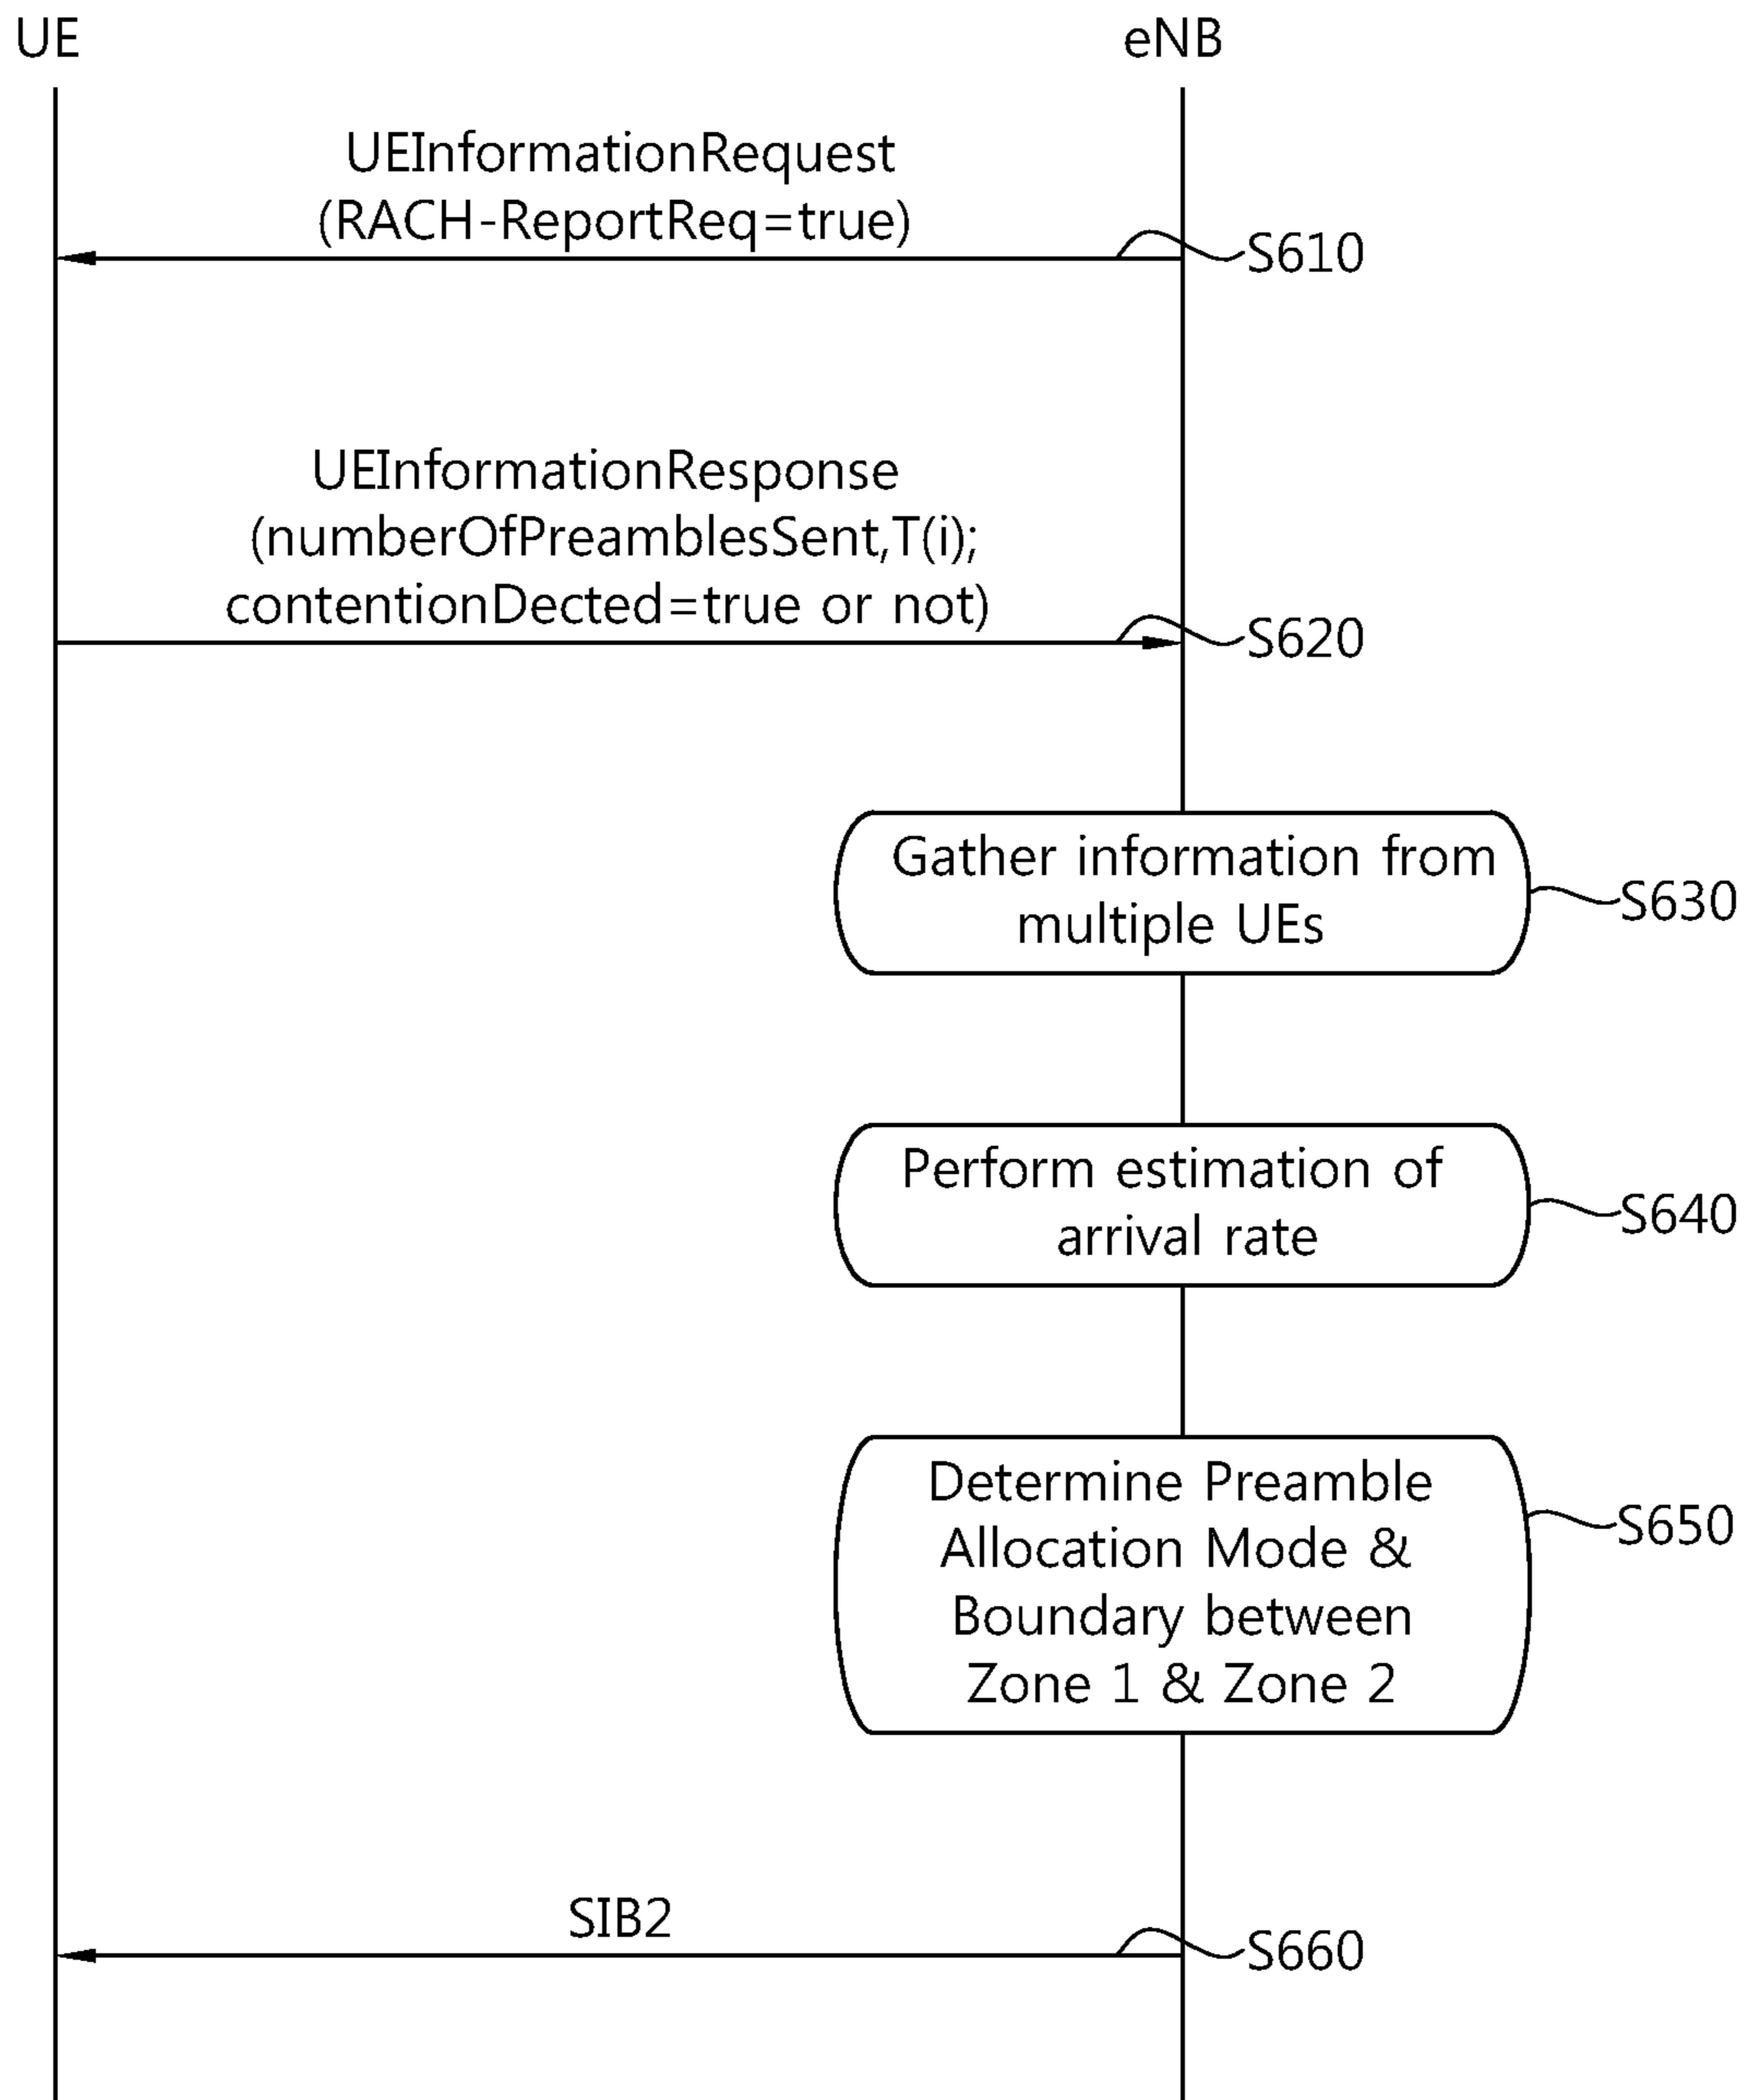 UE
eNB
UEInformationRequest
(RACH-ReportReq=true)
S610
UEInformationResponse
(numberOfPreamblesSent,T(i);
contentionDected=true or not)
S620
Gather information from
multiple UEs
S630
Perform estimation of
arrival rate
S640
Determine Preamble
Allocation Mode &
Boundary between
Zone 1 & Zone 2
S650
SIB2
S660